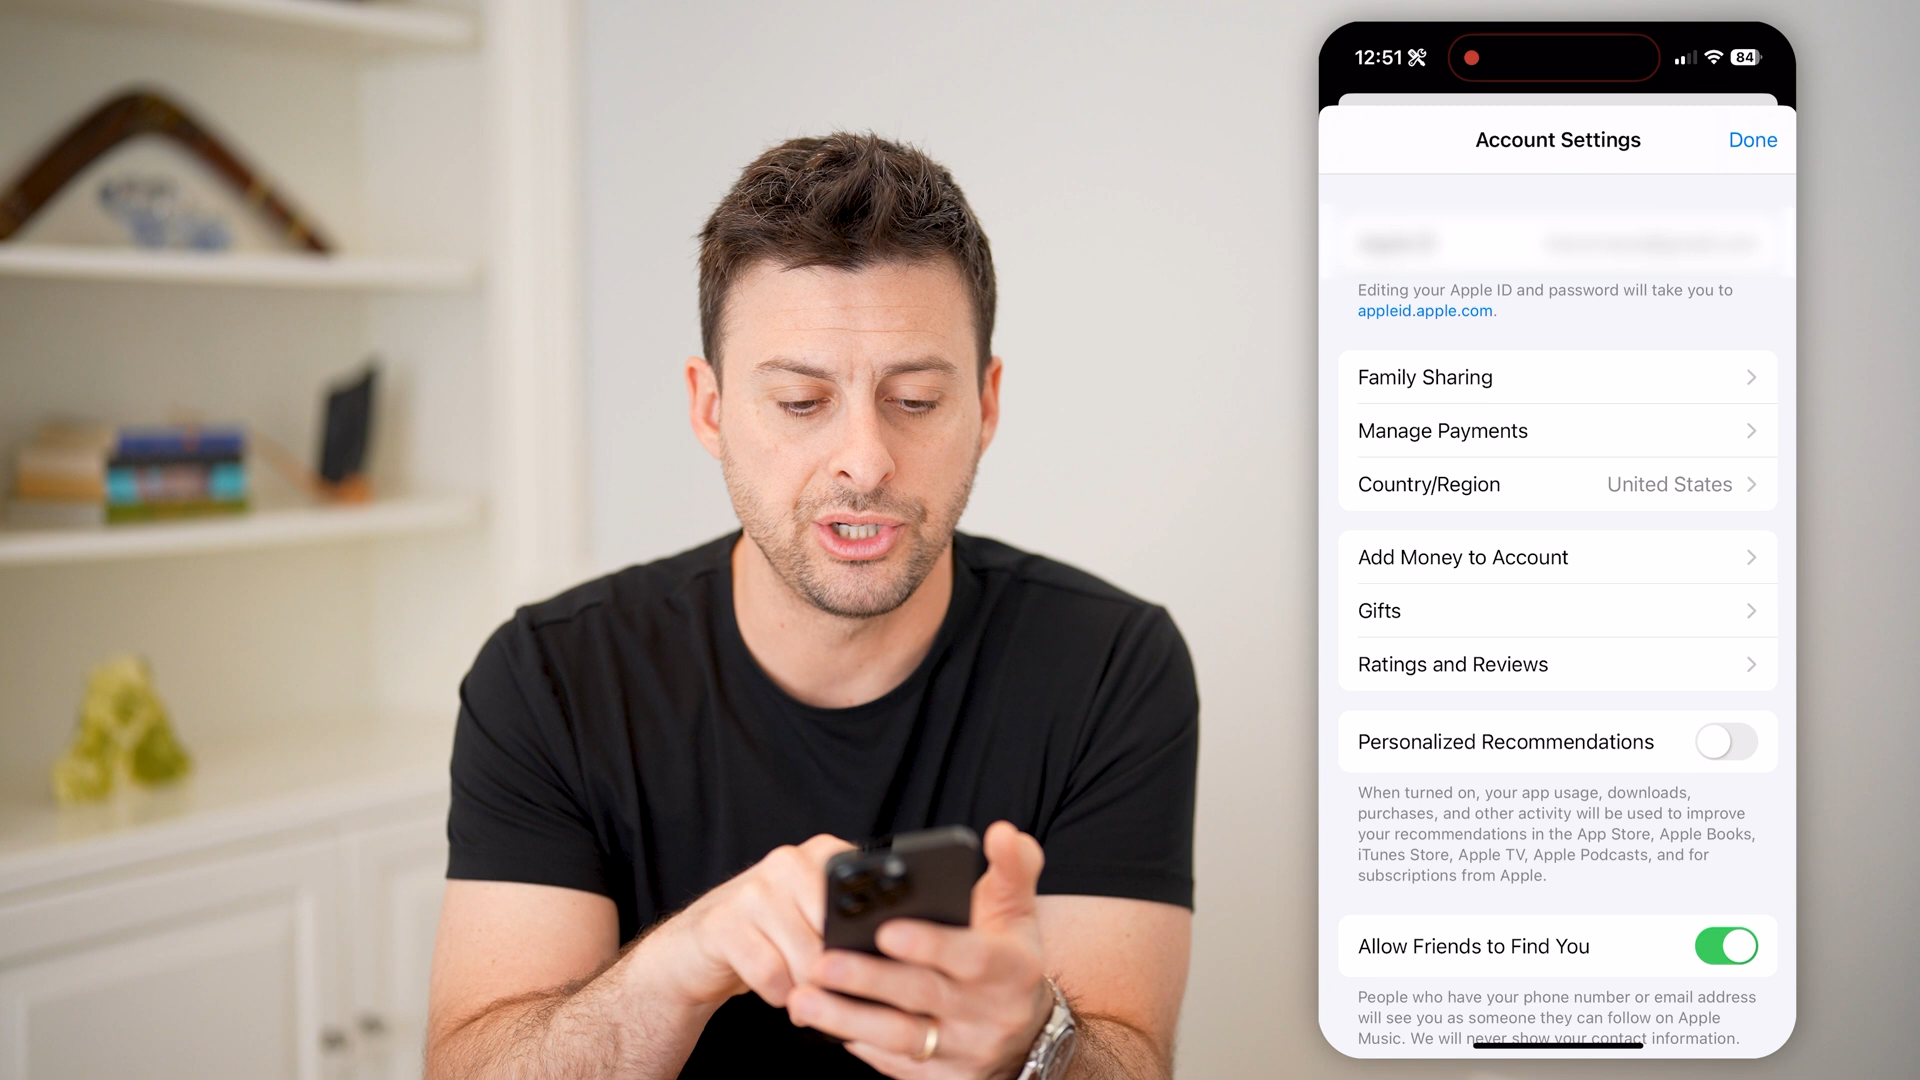 12:51
84
Account Settings
Done
Editing your Apple ID and password will take you to
appleid.apple.com.
Family Sharing
Manage Payments
Country/Region United States
Add Money to Account
Gifts
Ratings and Reviews
Personalized Recommendations
When turned on, your app usage, downloads,
purchases, and other activity will be used to improve
your recommendations in the App Store, Apple Books,
iTunes Store, Apple TV, Apple Podcasts, and for
subscriptions from Apple.
Allow Friends to Find You
People who have your phone number or email address
will see you as someone they can follow on Apple
Music. We will never show your contact information.